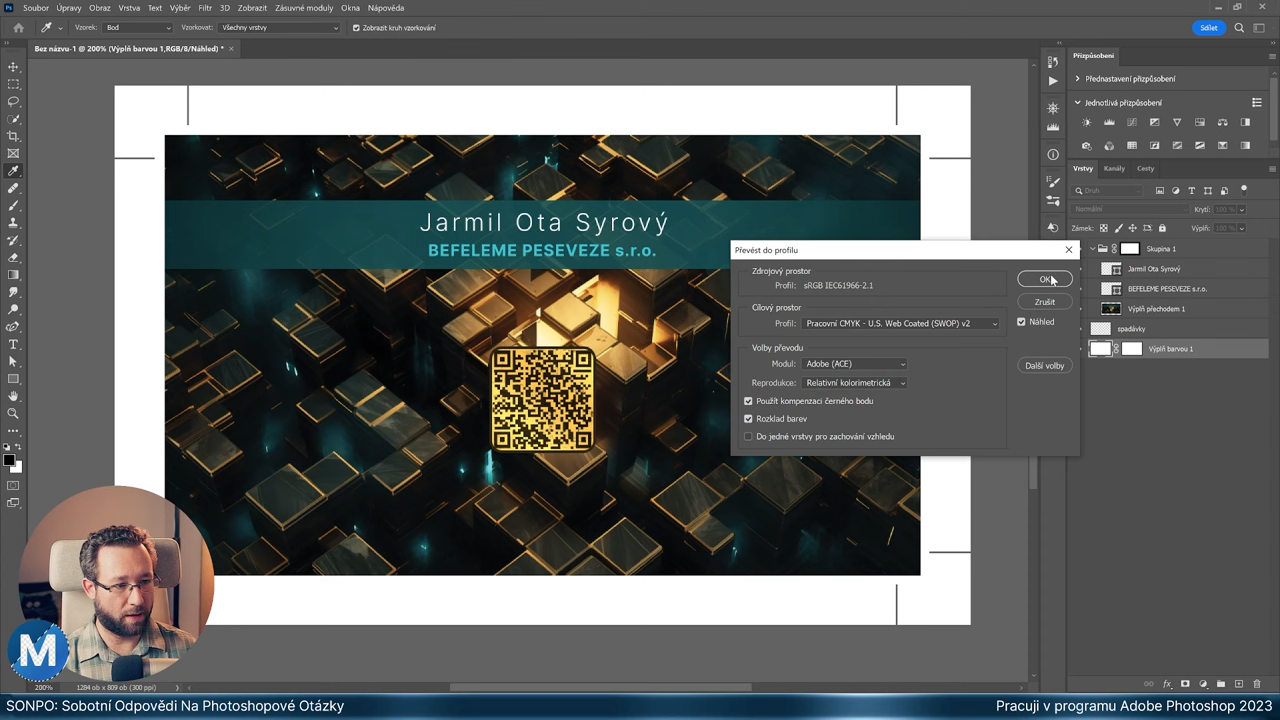 Ps Soubor Úpravy Obraz Vrstva Text Výběr Filtr 3D Zobrazit Zásuvné moduly Okna Nápověda
Vzorek: Bod Vzorkovat: Všechny vrstvy Zobrazit kruh vzorkování Sdílet
Bez názvu-1 @ 200% (Výplň barvou 1,RGB/8/Náhled) *
Přizpůsobení
Přednastavení přizpůsobení
Jednotlivá přizpůsobení
Vrstvy Kanály Cesty
Druh
Normální Krytí: 100 %
Zámek: Výplň: 100 %
Skupina 1
Jarmil Ota Syrový
BEFELEME PESEVEZE s.r.o.
Výplň přechodem 1
spadávky
Výplň barvou 1
Jarmil Ota Syrový
BEFELEME PESEVEZE s.r.o.
Převést do profilu
Zdrojový prostor
Profil: sRGB IEC61966-2.1
OK
Cílový prostor
Zrušit
Profil: Pracovní CMYK - U.S. Web Coated (SWOP) v2
Náhled
Volby převodu
Modul: Adobe (ACE)
Další volby
Reprodukce: Relativní kolorimetrická
Použít kompenzaci černého bodu
Rozklad barev
Do jedné vrstvy pro zachování vzhledu
M
200% 1284 ob x 809 ob (300 ppi)
SONPO: Sobotní Odpovědi Na Photoshopové Otázky
Pracuji v programu Adobe Photoshop 2023